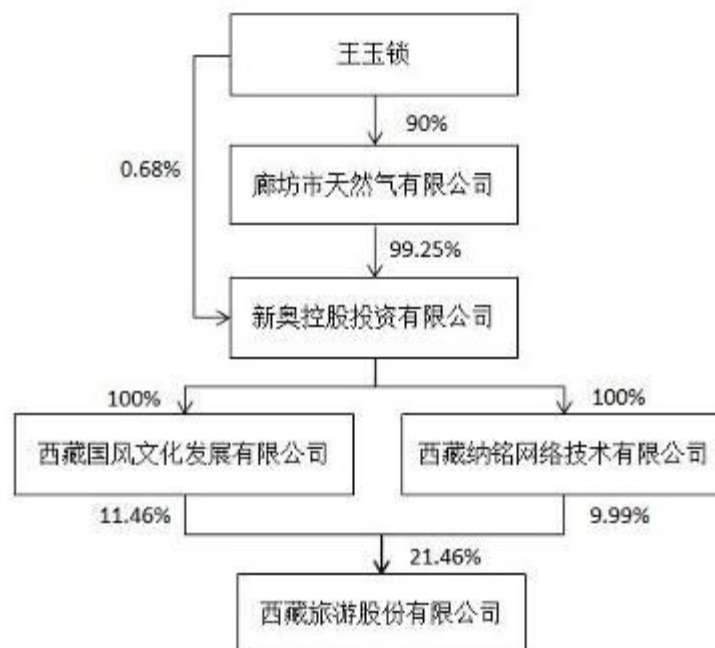 王玉锁
90%
0.68%
廊坊市天然气有限公司
99.25%
新奥控股投资有限公司
100%
100%
西藏国风文化发展有限公司
西藏纳铭网络技术有限公司
11.46%
9.99%
21.46%
西藏旅游股份有限公司